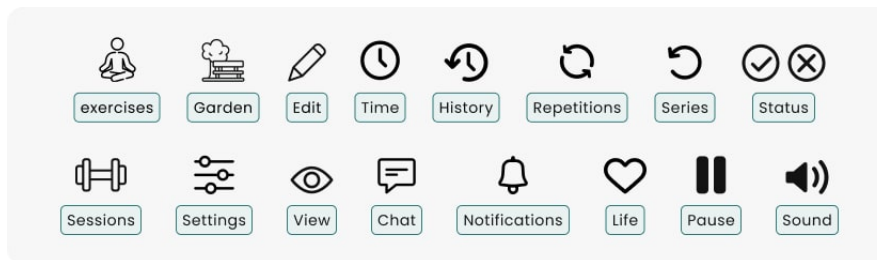 exercises Garden Edit Time History Repetitions Series Status
Sessions Settings View Chat Notifications Life Pause Sound